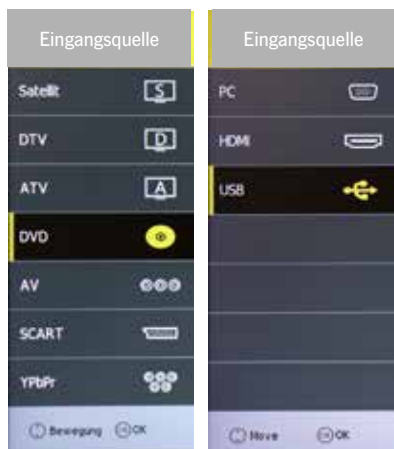 Eingangsquelle
Satellit
S
DTV
D
ATV
A
DVD
AV
SCART
YPbPr
Bewegung OK
Eingangsquelle
PC
HDMI
USB
Move OK